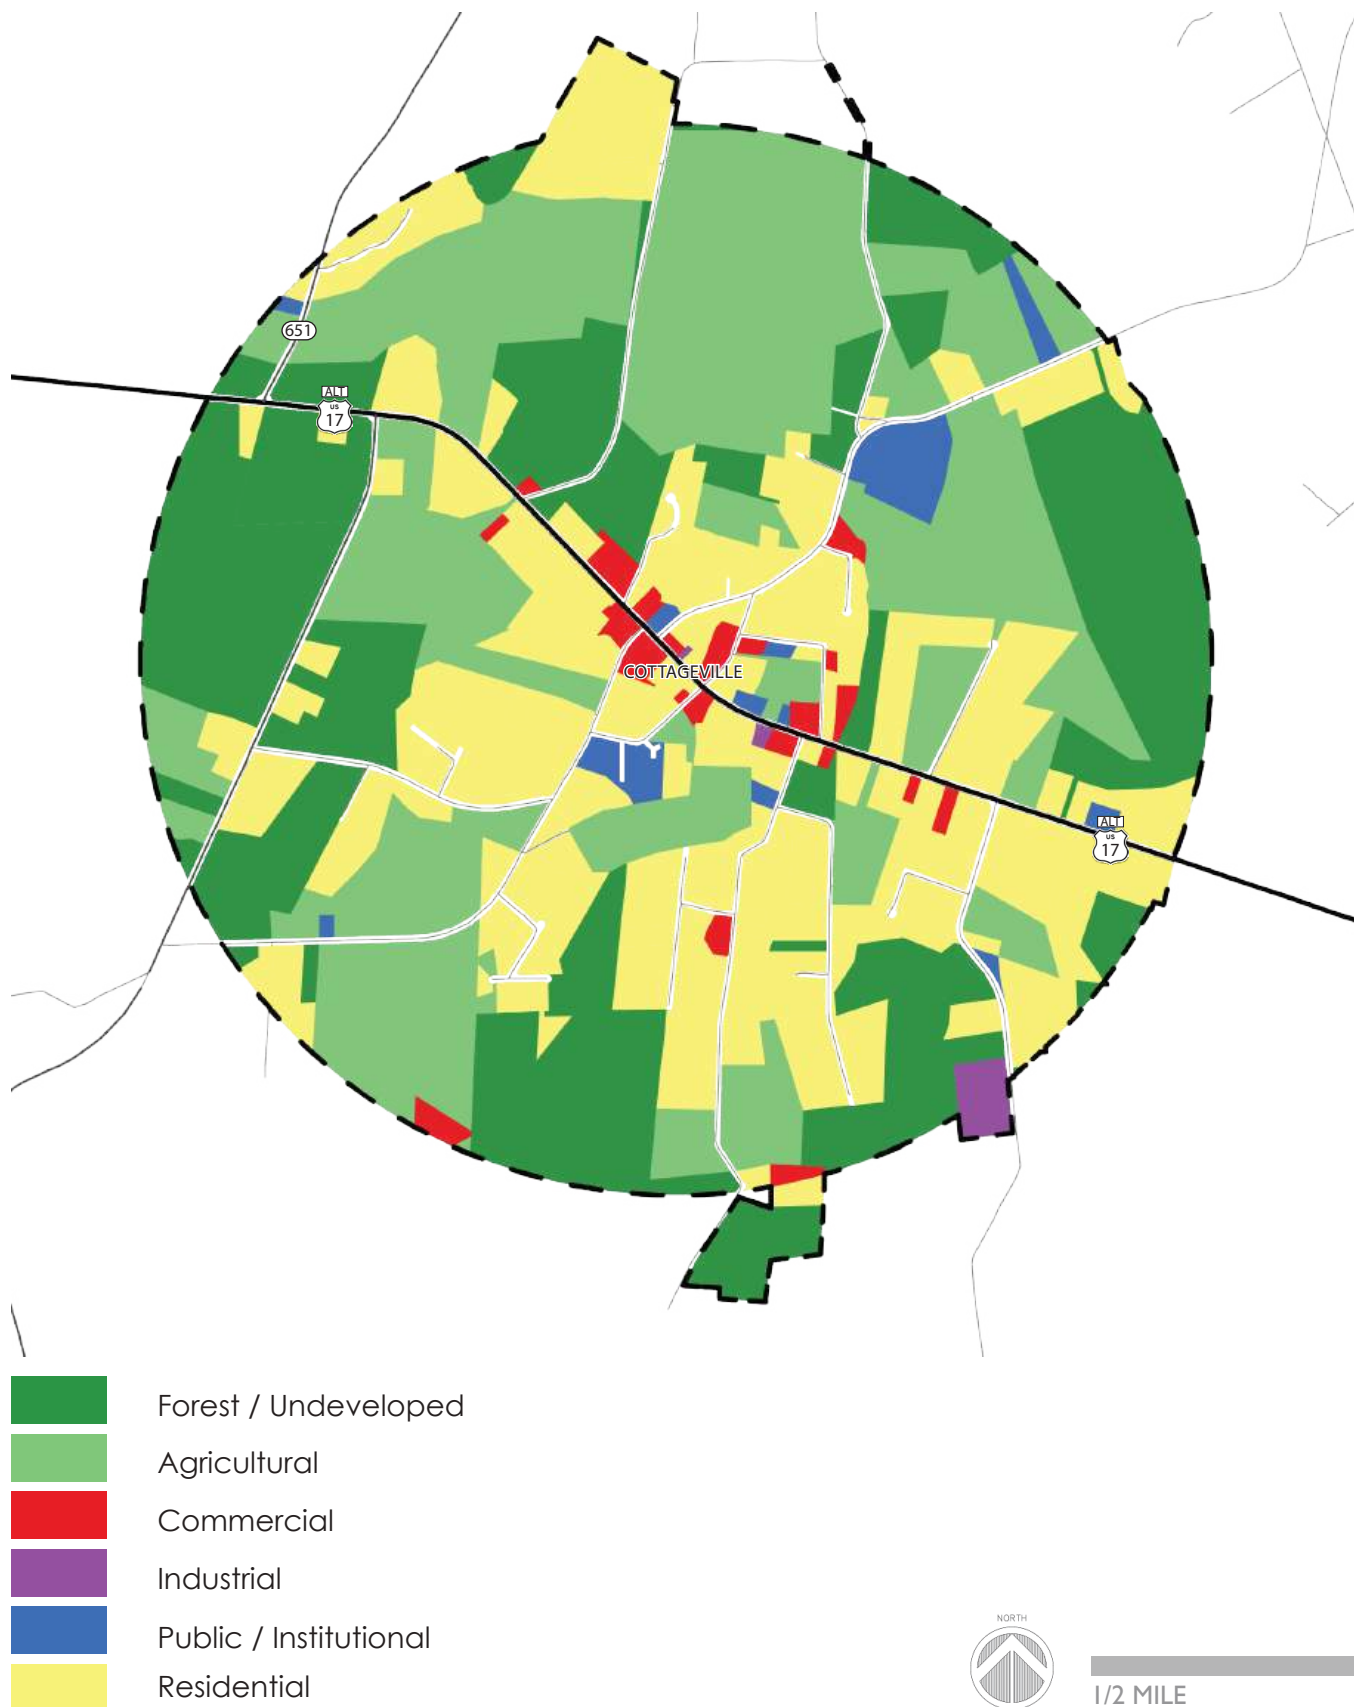 651
ALT
US
17
COTTAGEVILLE
ALT
US
17
Forest / Undeveloped
Agricultural
Commercial
Industrial
Public / Institutional
Residential
NORTH
1/2 MILE